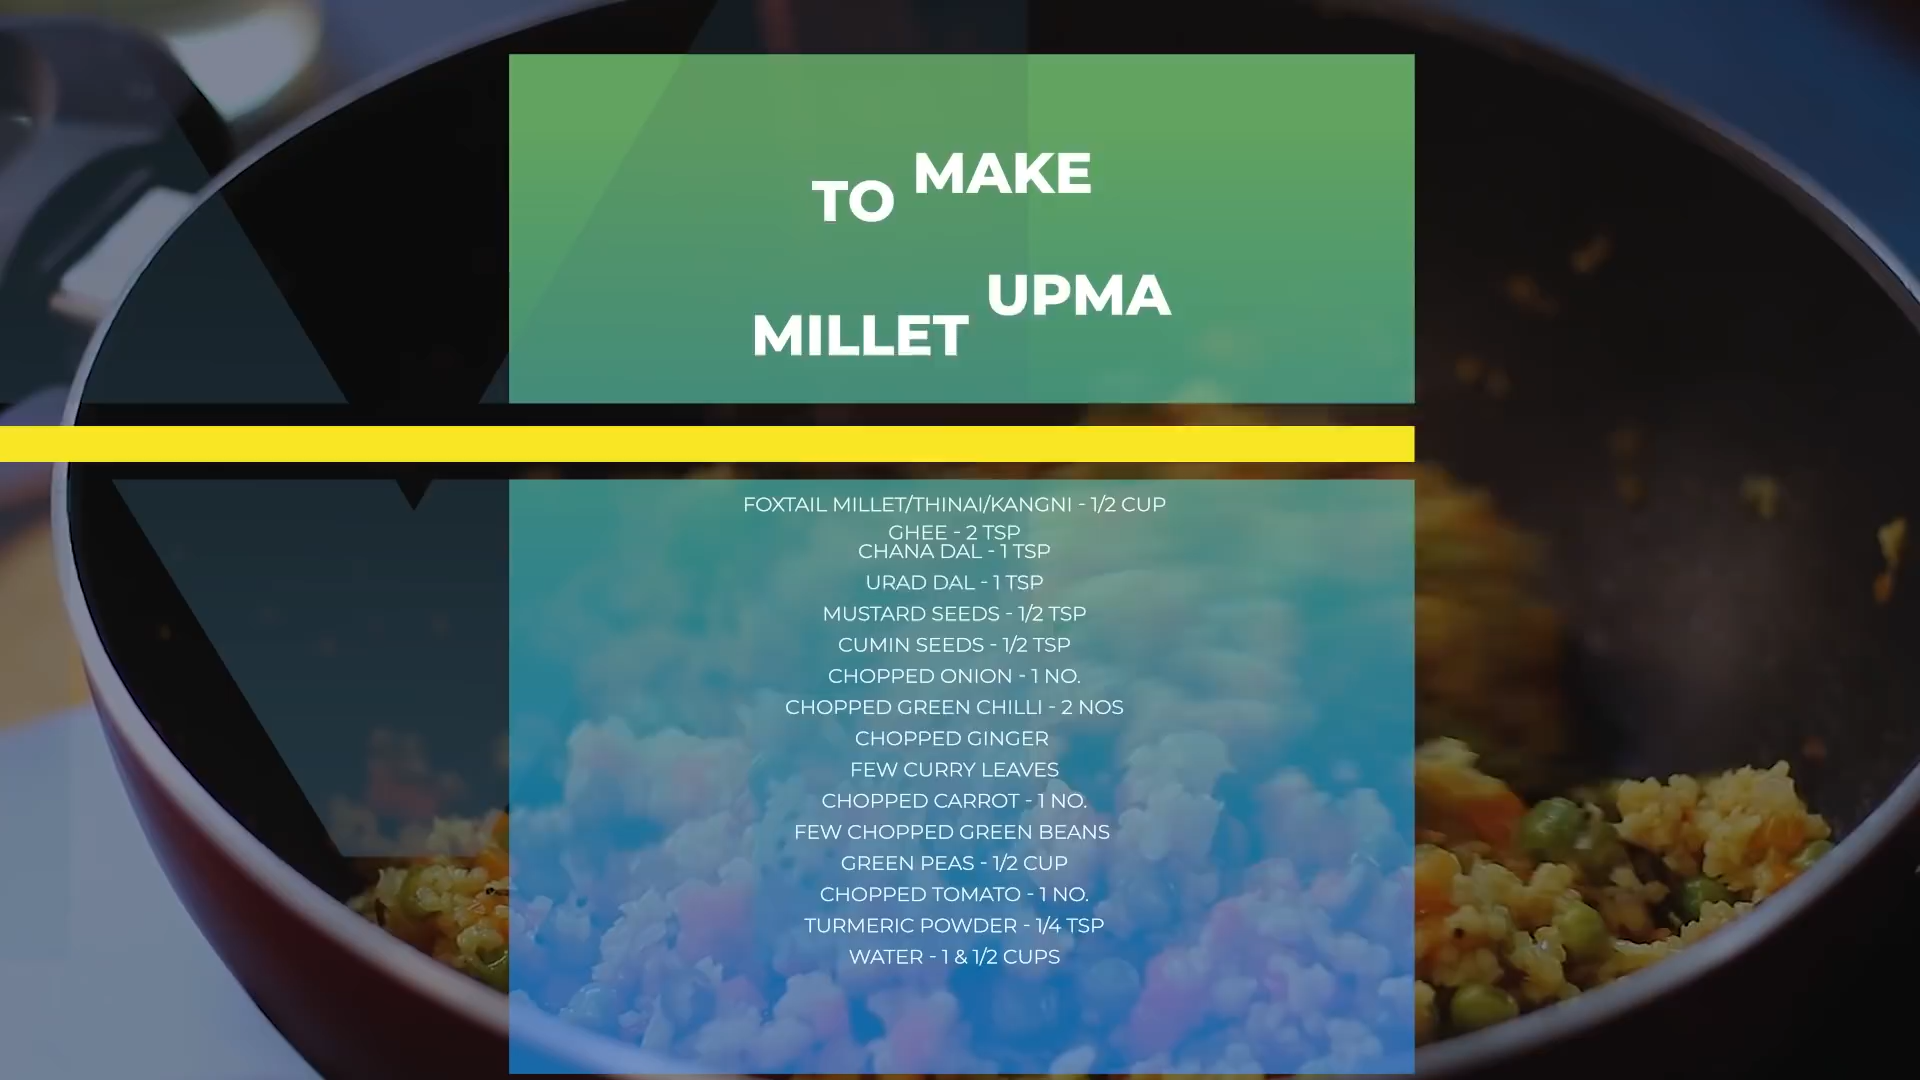 TO MAKE
MILLET UPMA
FOXTAIL MILLET/THINAI/KANGNI - 1/2 CUP
GHEE - 2 TSP
CHANA DAL - 1 TSP
URAD DAL - 1 TSP
MUSTARD SEEDS - 1/2 TSP
CUMIN SEEDS - 1/2 TSP
CHOPPED ONION - 1 NO.
CHOPPED GREEN CHILLI - 2 NOS
CHOPPED GINGER
FEW CURRY LEAVES
CHOPPED CARROT - 1 NO.
FEW CHOPPED GREEN BEANS
GREEN PEAS - 1/2 CUP
CHOPPED TOMATO - 1 NO.
TURMERIC POWDER - 1/4 TSP
WATER - 1 & 1/2 CUPS